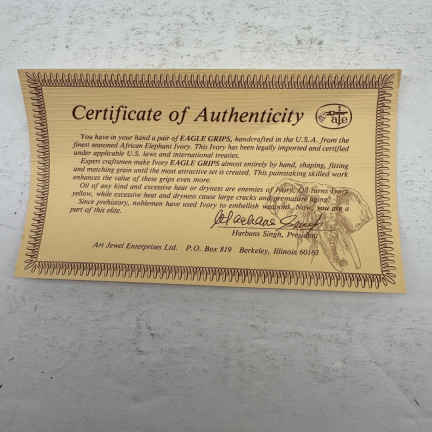 Certificate of Authenticity aje
You have in your hand a pair of EAGLE GRIPS, handcrafted in the U.S.A. from the
finest seasoned African Elephant Ivory. This Ivory has been legally imported and certified
under applicable U.S. laws and international treaties.
Expert craftsmen make Ivory EAGLE GRIPS almost entirely by hand, shaping, fitting
and matching grain until the most attractive set is created. This painstaking skilled work
enhances the value of these grips even more.
Oil of any kind and excessive heat or dryness are enemies of Ivory. Oil turns Ivory
yellow, while excessive heat and dryness cause large cracks and premature aging.
Since prehistory, noblemen have used Ivory to embellish weapons. Now, you are a
part of this elite.
Harbans Singh
Harbans Singh, President
Art Jewel Enterprises Ltd. P.O. Box 819 Berkeley, Illinois 60163